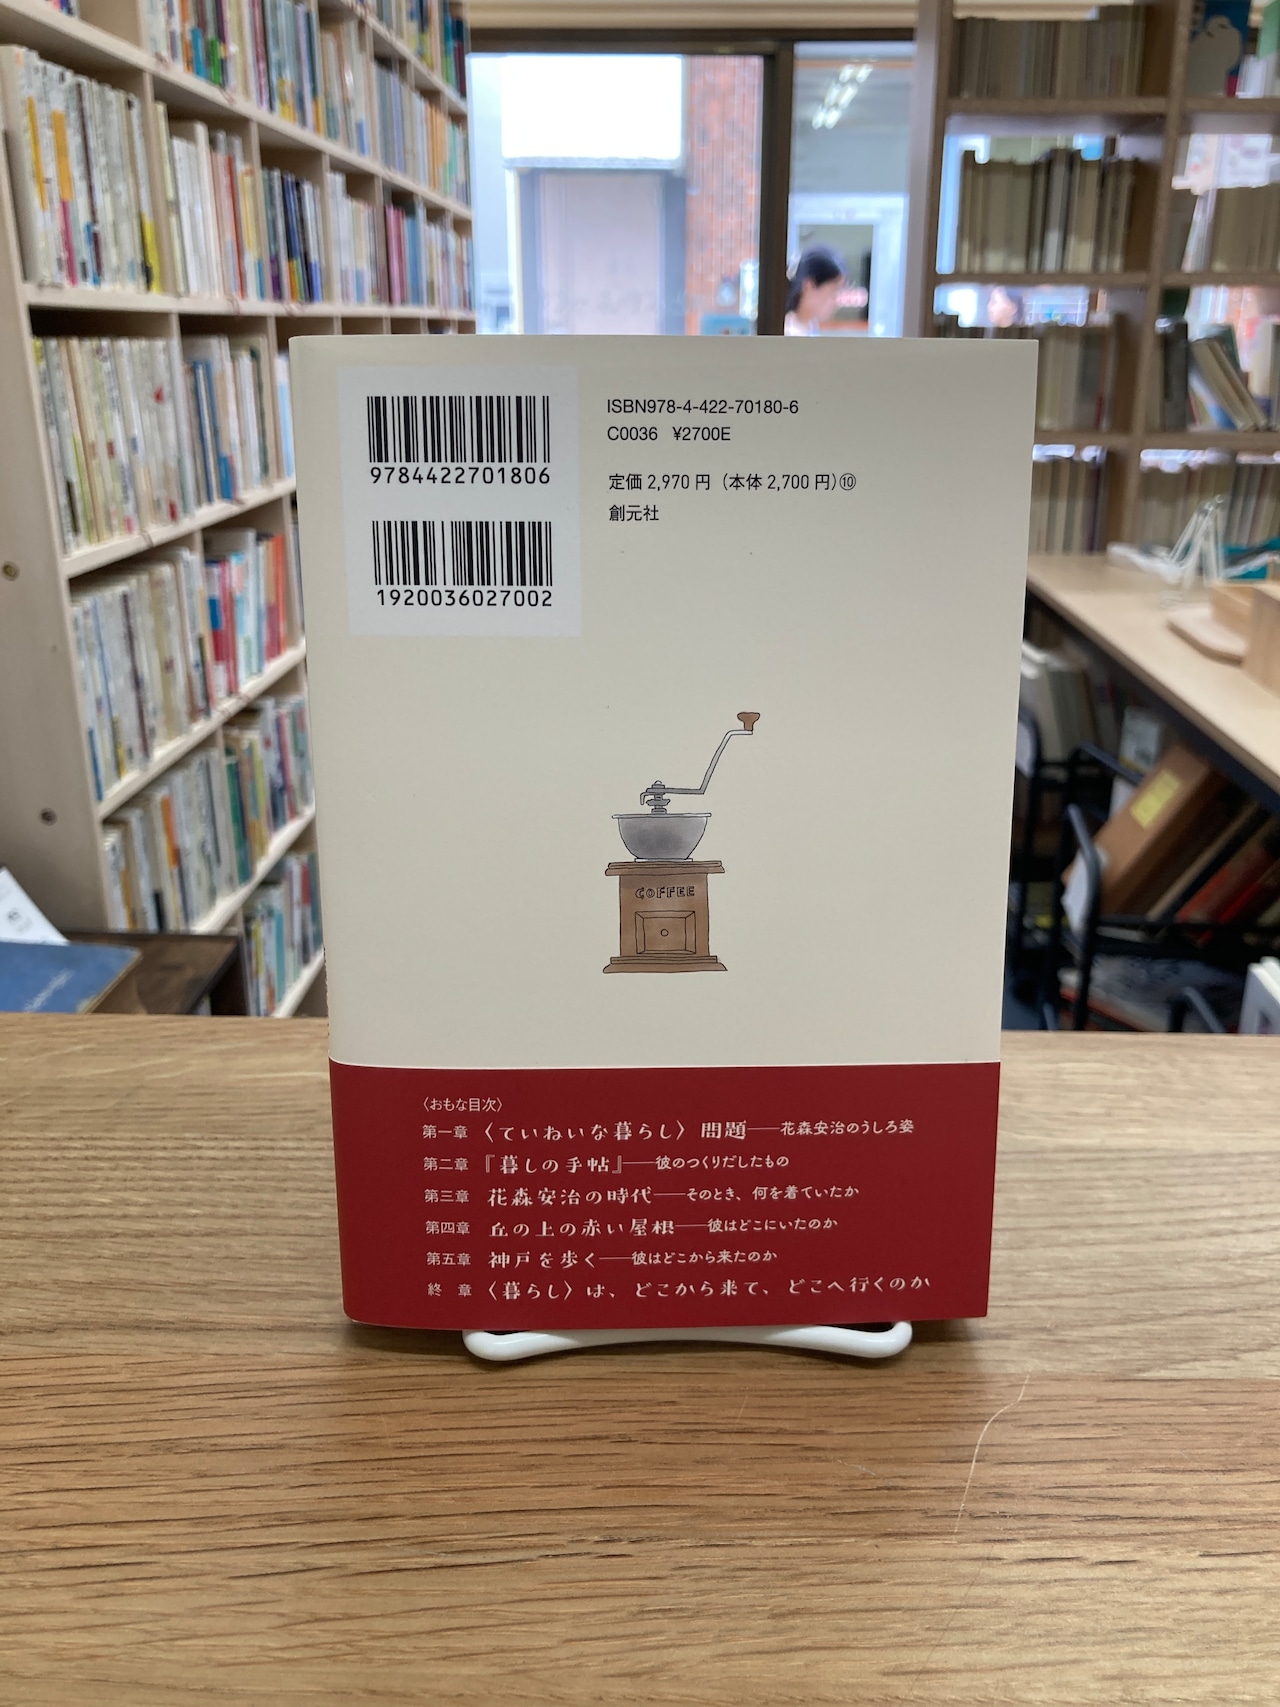 9784422701806
1920036027002
ISBN978-4-422-70180-6
C0036 ¥2700E
定価 2,970 円 (本体 2,700 円)⑩
創元社
COFFEE
〈おもな目次〉
第一章 〈ていねいな暮らし〉問題──花森安治のうしろ姿
第二章 『暮しの手帖』──彼のつくりだしたもの
第三章 花森安治の時代──そのとき、何を着ていたか
第四章 丘の上の赤い屋根──彼はどこにいたのか
第五章 神戸を歩く──彼はどこから来たのか
終 章 〈暮らし〉は、どこから来て、どこへ行くのか